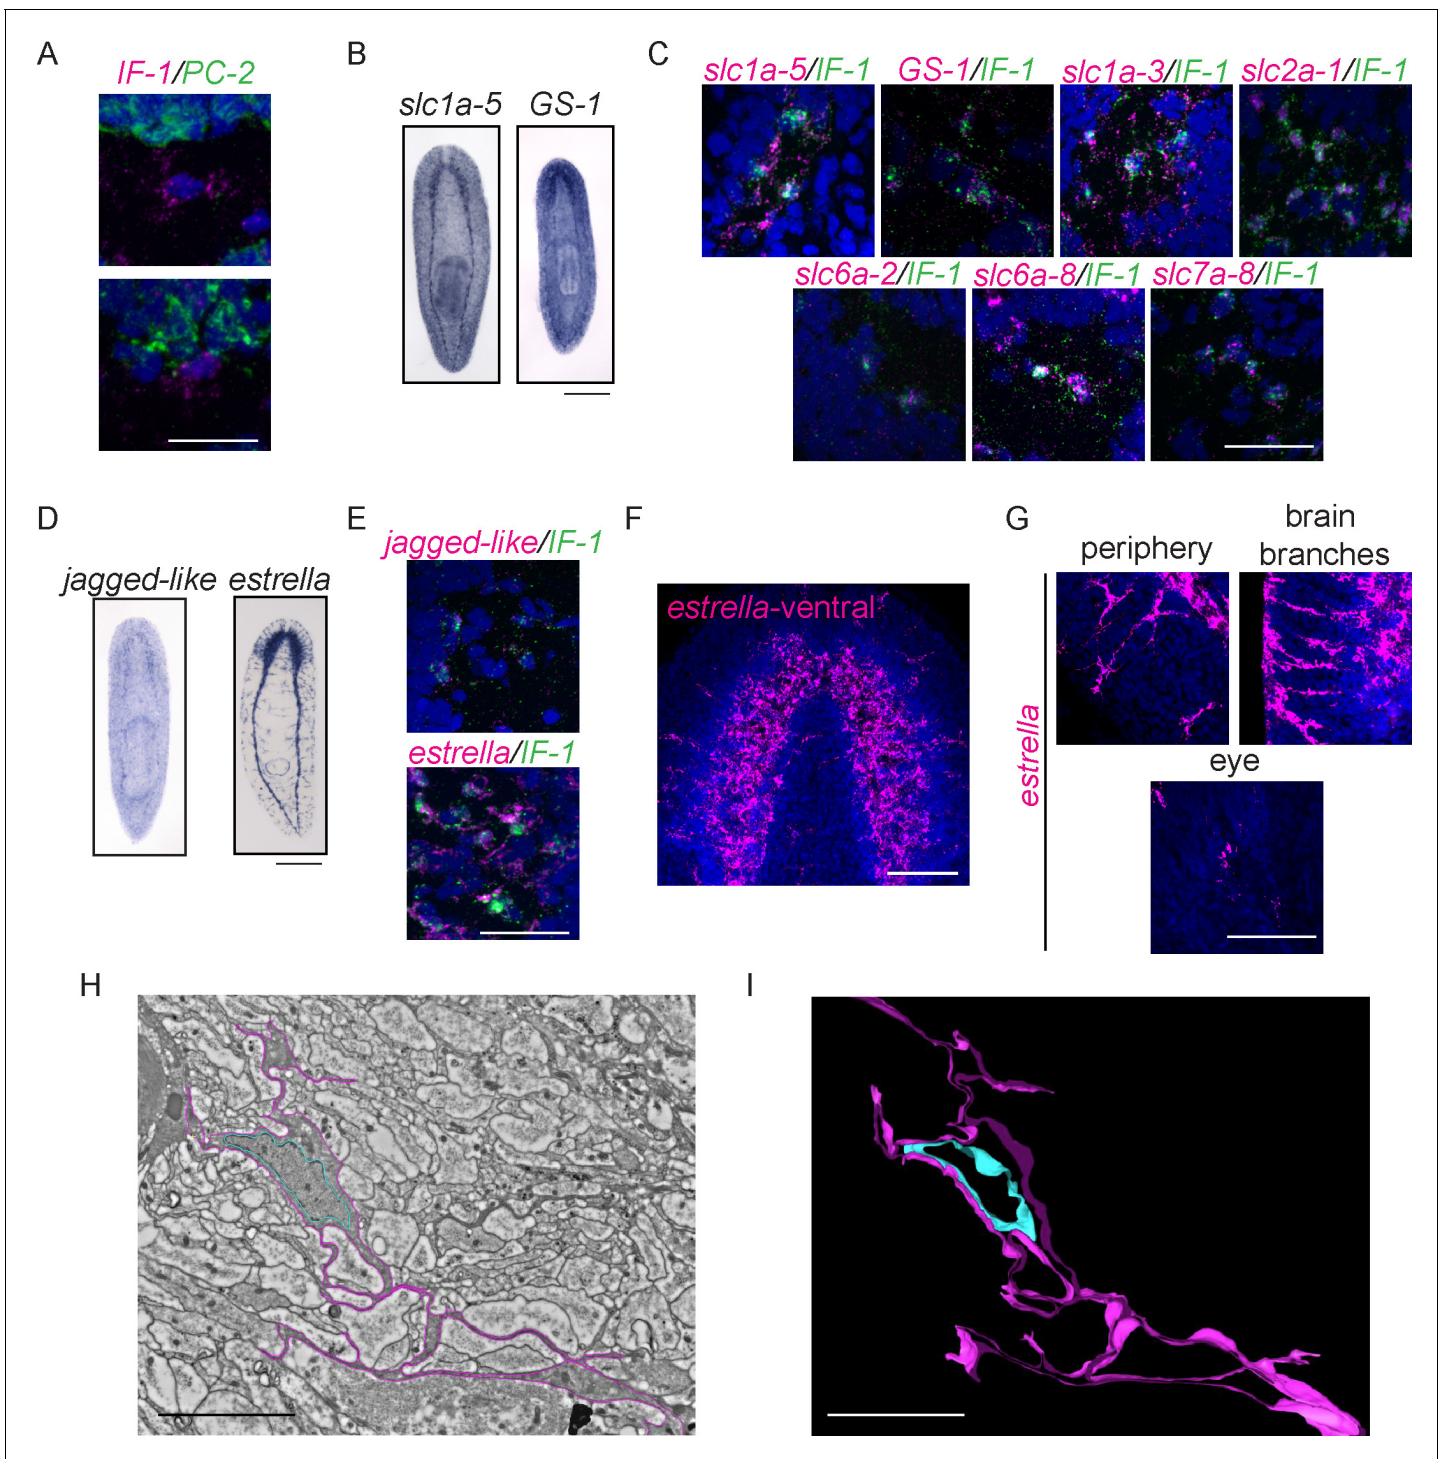 A
IF-1/PC-2
B
slc1a-5 GS-1
C
slc1a-5/IF-1 GS-1/IF-1 slc1a-3/IF-1 slc2a-1/IF-1
slc6a-2/IF-1 slc6a-8/IF-1 slc7a-8/IF-1
D
jagged-like estrella
E
jagged-like/IF-1
estrella/IF-1
F
estrella-ventral
G
periphery
brain
branches
eye
estrella
H
I